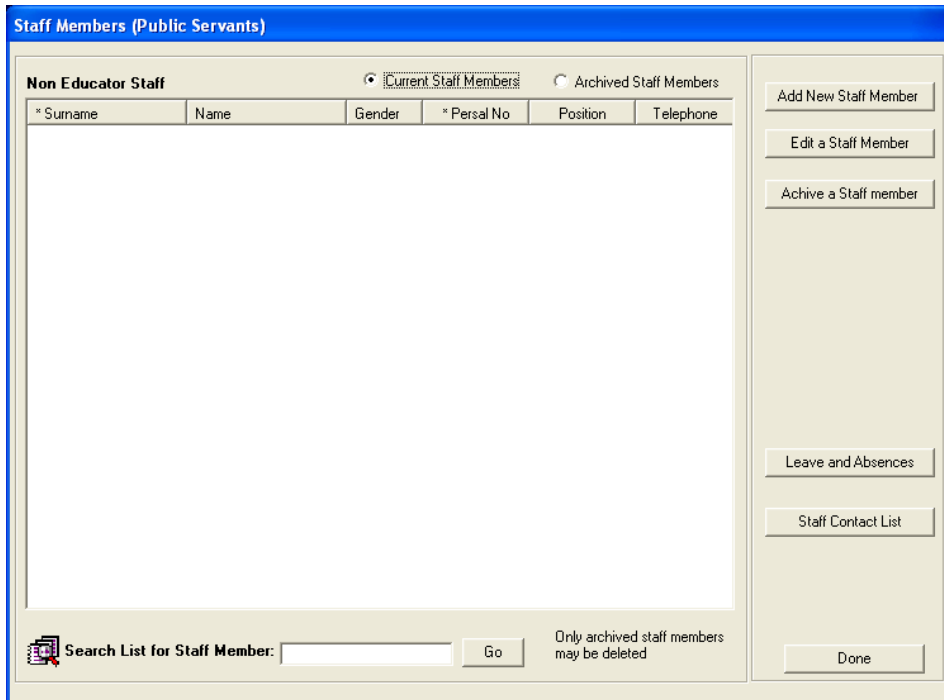 Staff Members (Public Servants)
Non Educator Staff
Current Staff Members
Archived Staff Members
* Surname Name Gender * Persal No Position Telephone
Add New Staff Member
Edit a Staff Member
Achive a Staff member
Leave and Absences
Staff Contact List
Search List for Staff Member:
Go
Only archived staff members
may be deleted
Done